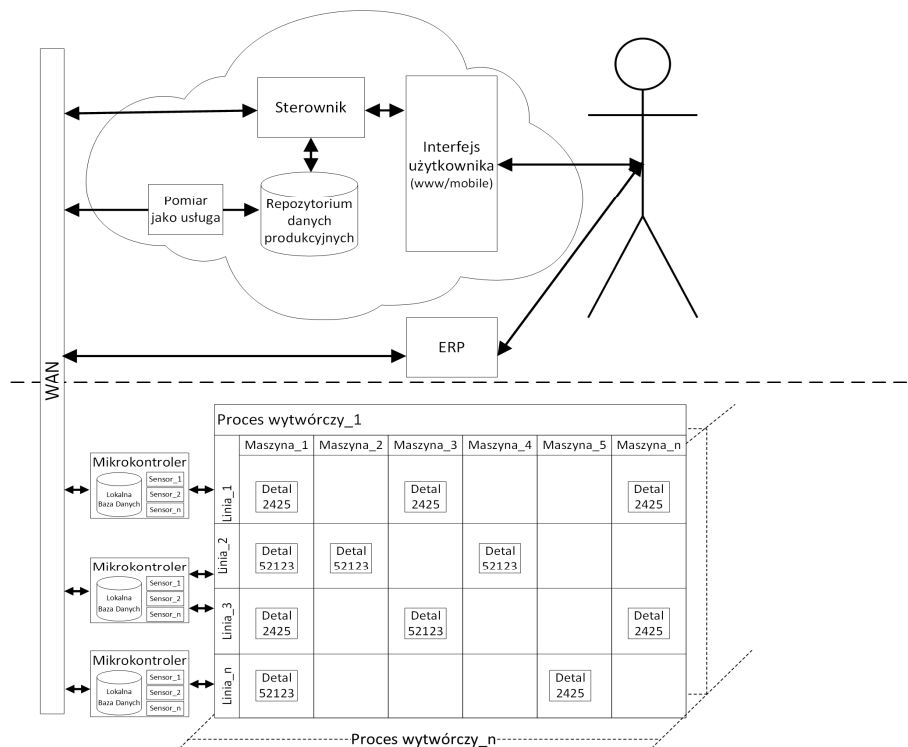 Sterownik
Interfejs
użytkownika
(www/mobile)
Pomiar
jako usługa
Repozytorium
danych
produkcyjnych
ERP
WAN
Proces wytwórczy_1
Maszyna_1 Maszyna_2 Maszyna_3 Maszyna_4 Maszyna_5 Maszyna_n
Mikrokontroler
Lokalna
Baza Danych
Sensor_1
Sensor_2
Sensor_n
Linia_1
Detal
2425
Detal
2425
Detal
2425
Mikrokontroler
Lokalna
Baza Danych
Sensor_1
Sensor_2
Sensor_n
Linia_2
Detal
52123
Detal
52123
Detal
52123
Linia_3
Detal
2425
Detal
52123
Detal
2425
Mikrokontroler
Lokalna
Baza Danych
Sensor_1
Sensor_2
Sensor_n
Linia_n
Detal
52123
Detal
2425
Proces wytwórczy_n